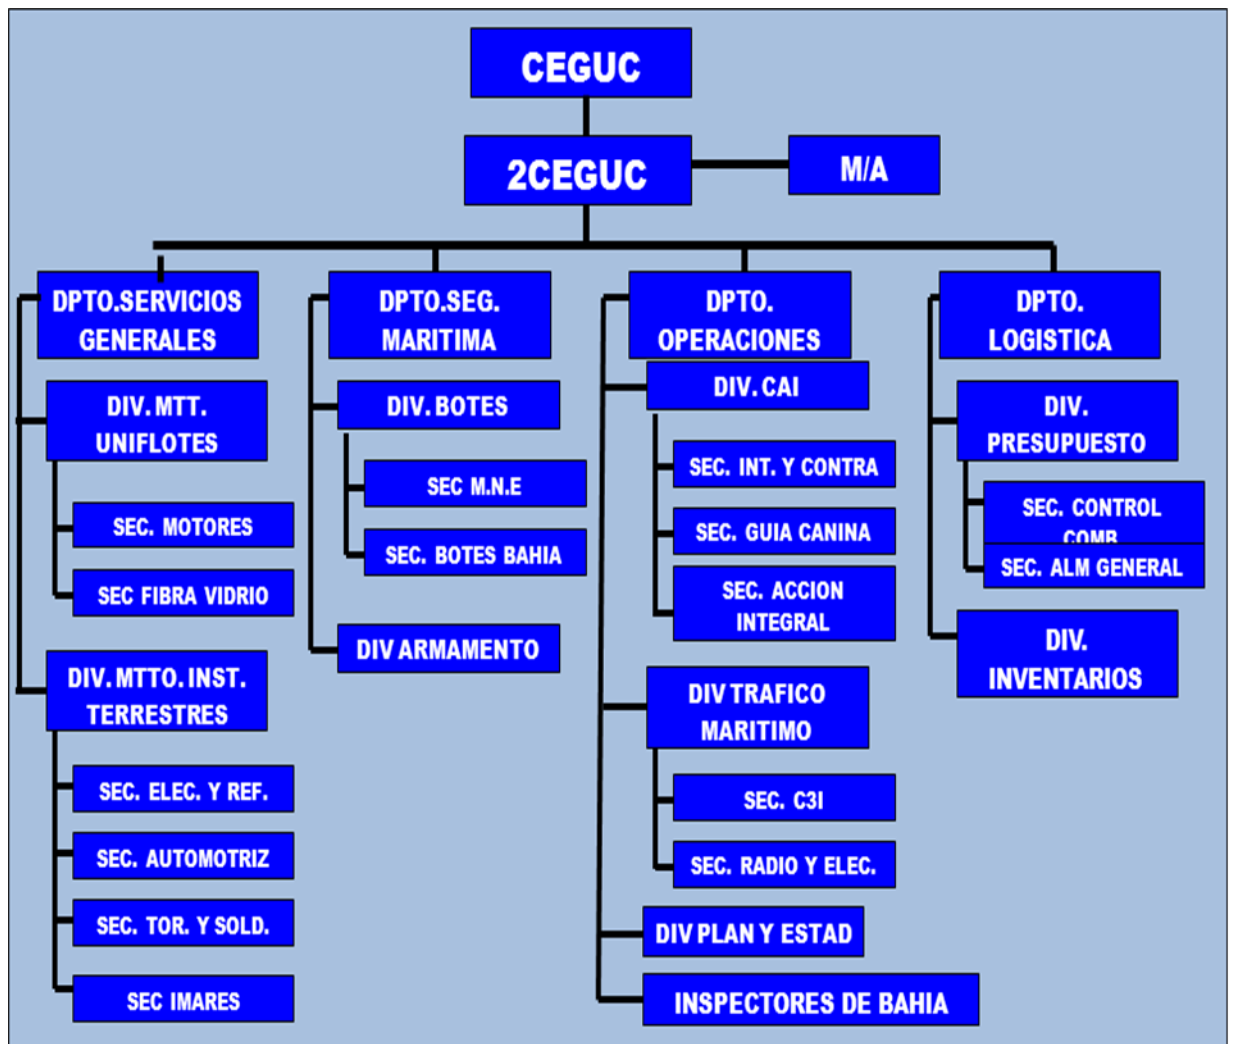 CEGUC
2CEGUC
M/A
DPTO.SERVICIOS
GENERALES
DIV. MTT.
UNIFLOTES
SEC. MOTORES
SEC FIBRA VIDRIO
DIV. MTTO. INST.
TERRESTRES
SEC. ELEC. Y REF.
SEC. AUTOMOTRIZ
SEC. TOR. Y SOLD.
SEC IMARES
DPTO.SEG.
MARITIMA
DIV. BOTES
SEC M.N.E
SEC. BOTES BAHIA
DIV ARMAMENTO
DPTO.
OPERACIONES
DIV. CAI
SEC. INT. Y CONTRA
SEC. GUIA CANINA
SEC. ACCION
INTEGRAL
DIV TRAFICO
MARITIMO
SEC. C3I
SEC. RADIO Y ELEC.
DIV PLAN Y ESTAD
INSPECTORES DE BAHIA
DPTO.
LOGISTICA
DIV.
PRESUPUESTO
SEC. CONTROL
COMB
SEC. ALM GENERAL
DIV.
INVENTARIOS